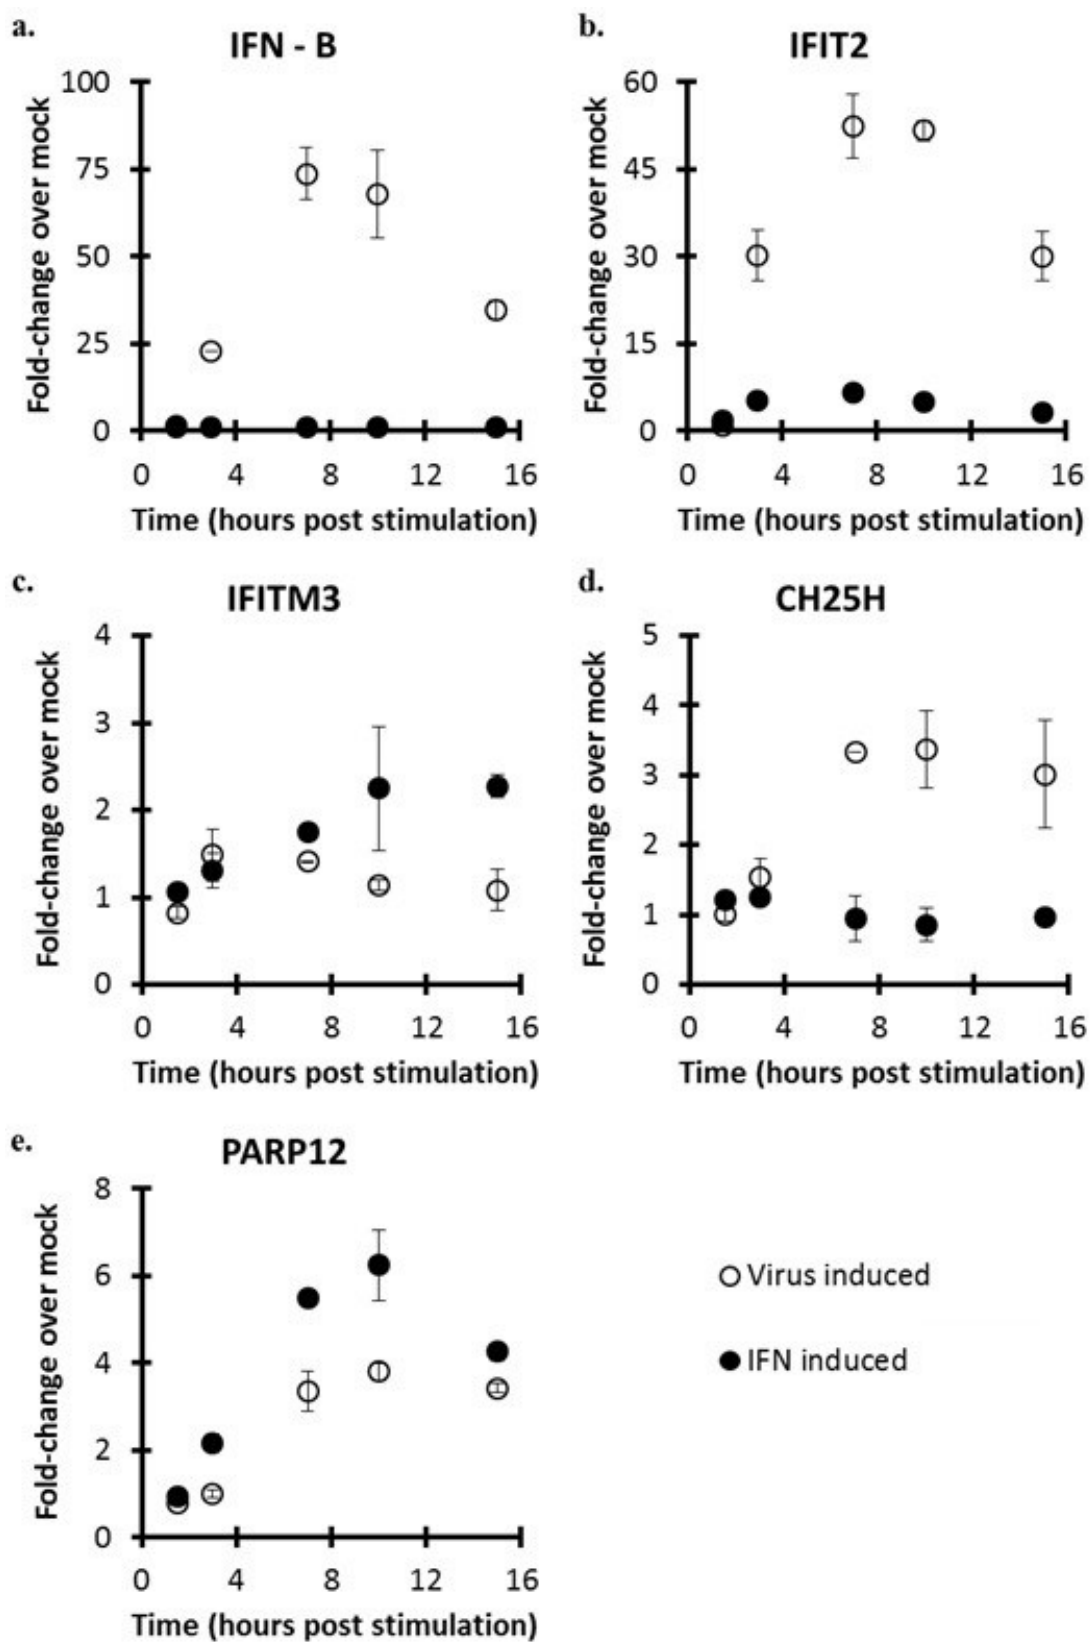 a.
IFN - B
Fold-change over mock
100
75
50
25
0
0 4 8 12 16
Time (hours post stimulation)
b.
IFIT2
Fold-change over mock
60
45
30
15
0
0 4 8 12 16
Time (hours post stimulation)
c.
IFITM3
Fold-change over mock
4
3
2
1
0
0 4 8 12 16
Time (hours post stimulation)
d.
CH25H
Fold-change over mock
5
4
3
2
1
0
0 4 8 12 16
Time (hours post stimulation)
e.
PARP12
Fold-change over mock
8
6
4
2
0
0 4 8 12 16
Time (hours post stimulation)
Virus induced
IFN induced